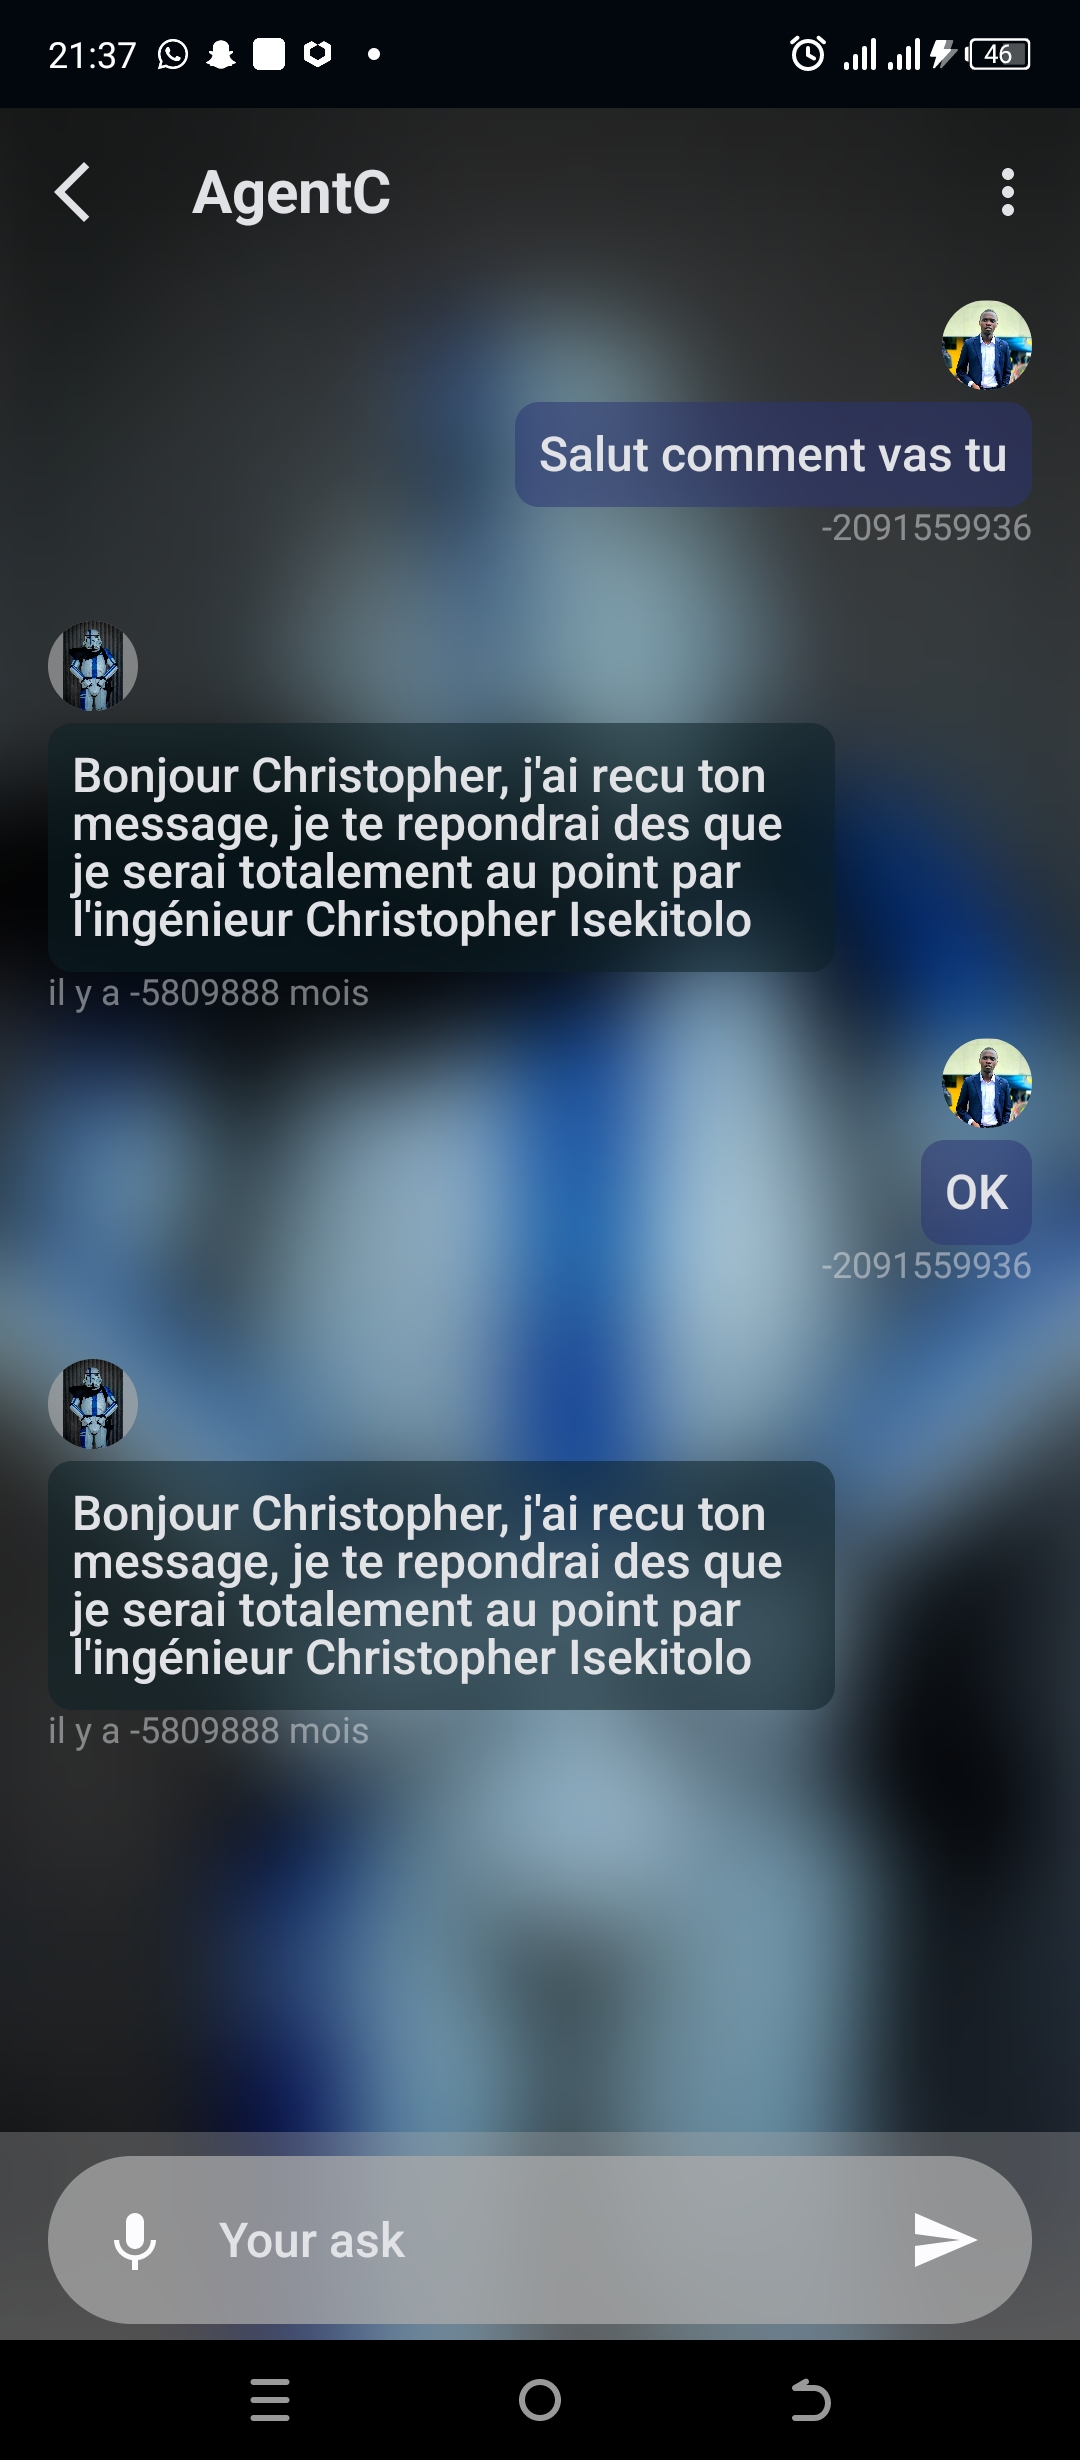 21:37
46
AgentC
Salut comment vas tu
-2091559936
Bonjour Christopher, j'ai recu ton
message, je te repondrai des que
je serai totalement au point par
l'ingénieur Christopher Isekitolo
il y a -5809888 mois
OK
-2091559936
Bonjour Christopher, j'ai recu ton
message, je te repondrai des que
je serai totalement au point par
l'ingénieur Christopher Isekitolo
il y a -5809888 mois
Your ask